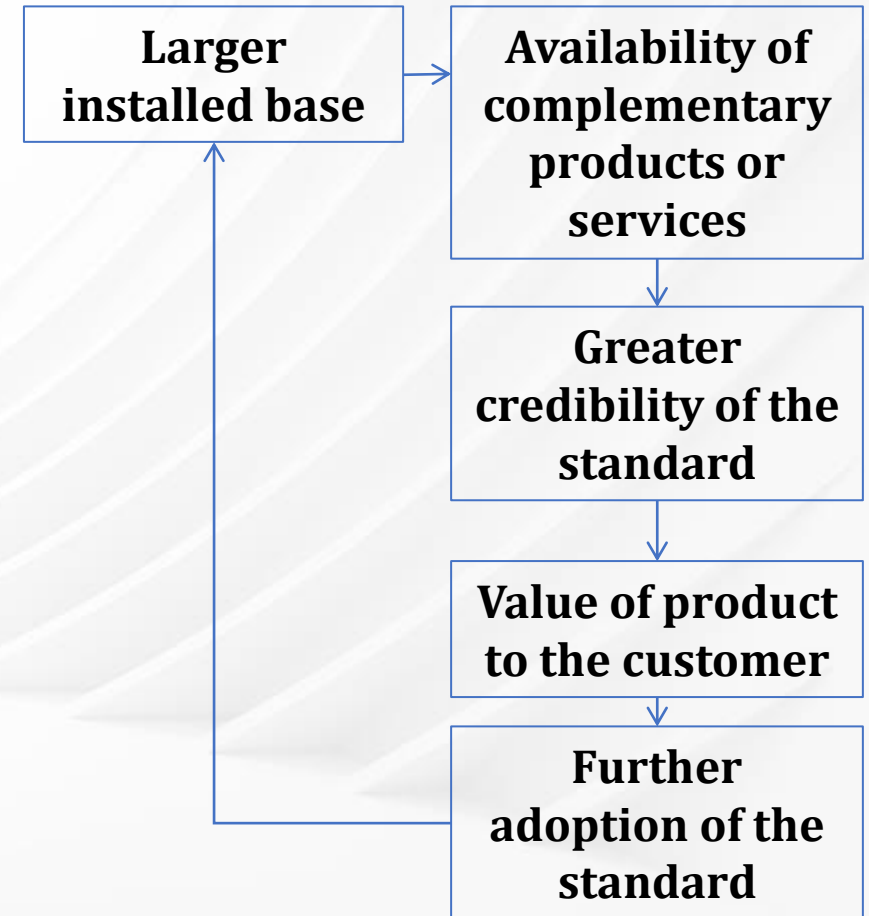 Larger
installed base
Availability of
complementary
products or
services
Greater
credibility of the
standard
Value of product
to the customer
Further
adoption of the
standard